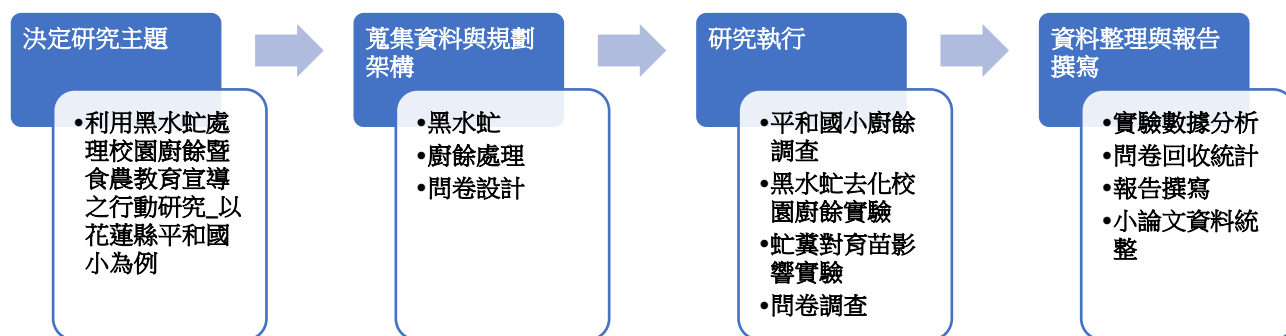 決定研究主題
•利用黑水虻處
理校園廚餘暨
食農教育宣導
之行動研究_以
花蓮縣平和國
小為例
蒐集資料與規劃
架構
•黑水虻
•廚餘處理
•問卷設計
研究執行
•平和國小廚餘
調查
•黑水虻去化校
園廚餘實驗
•虻糞對育苗影
響實驗
•問卷調查
資料整理與報告
撰寫
•實驗數據分析
•問卷回收統計
•報告撰寫
•小論文資料統
整